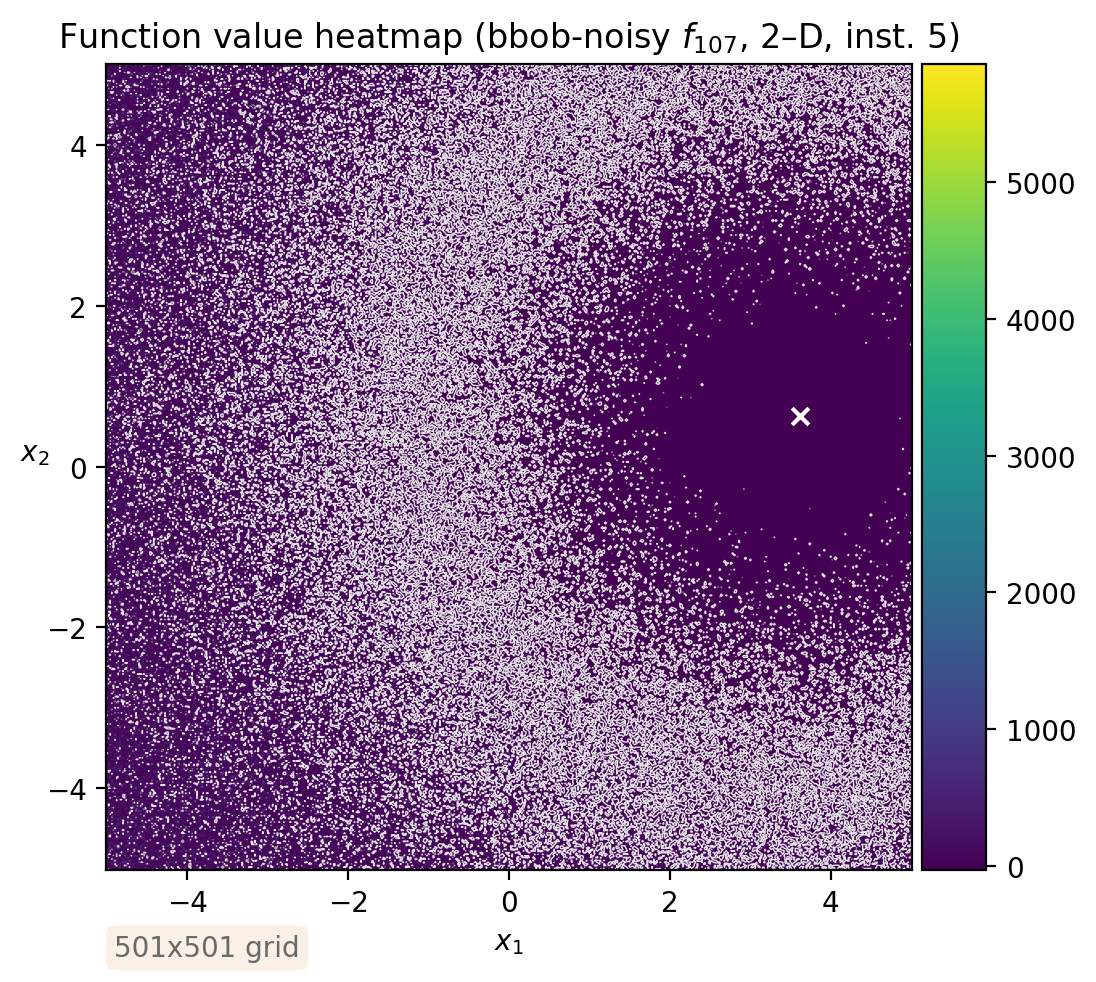 Function value heatmap (bbob-noisy f107, 2–D, inst. 5)
4
2
0
−2
−4
x2
−4 −2 0 2 4
x1
5000
4000
3000
2000
1000
0
501x501 grid